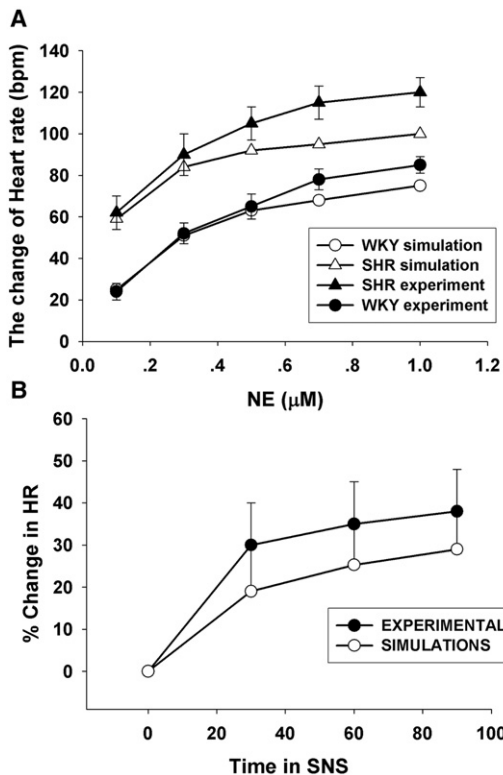 A
The change of Heart rate (bpm)
140
120
100
80
60
40
20
0
0.0 .2 .4 .6 .8 1.0 1.2
NE (μM)
WKY simulation
SHR simulation
SHR experiment
WKY experiment
B
% Change in HR
60
50
40
30
20
10
0
0 20 40 60 80 100
Time in SNS
EXPERIMENTAL
SIMULATIONS